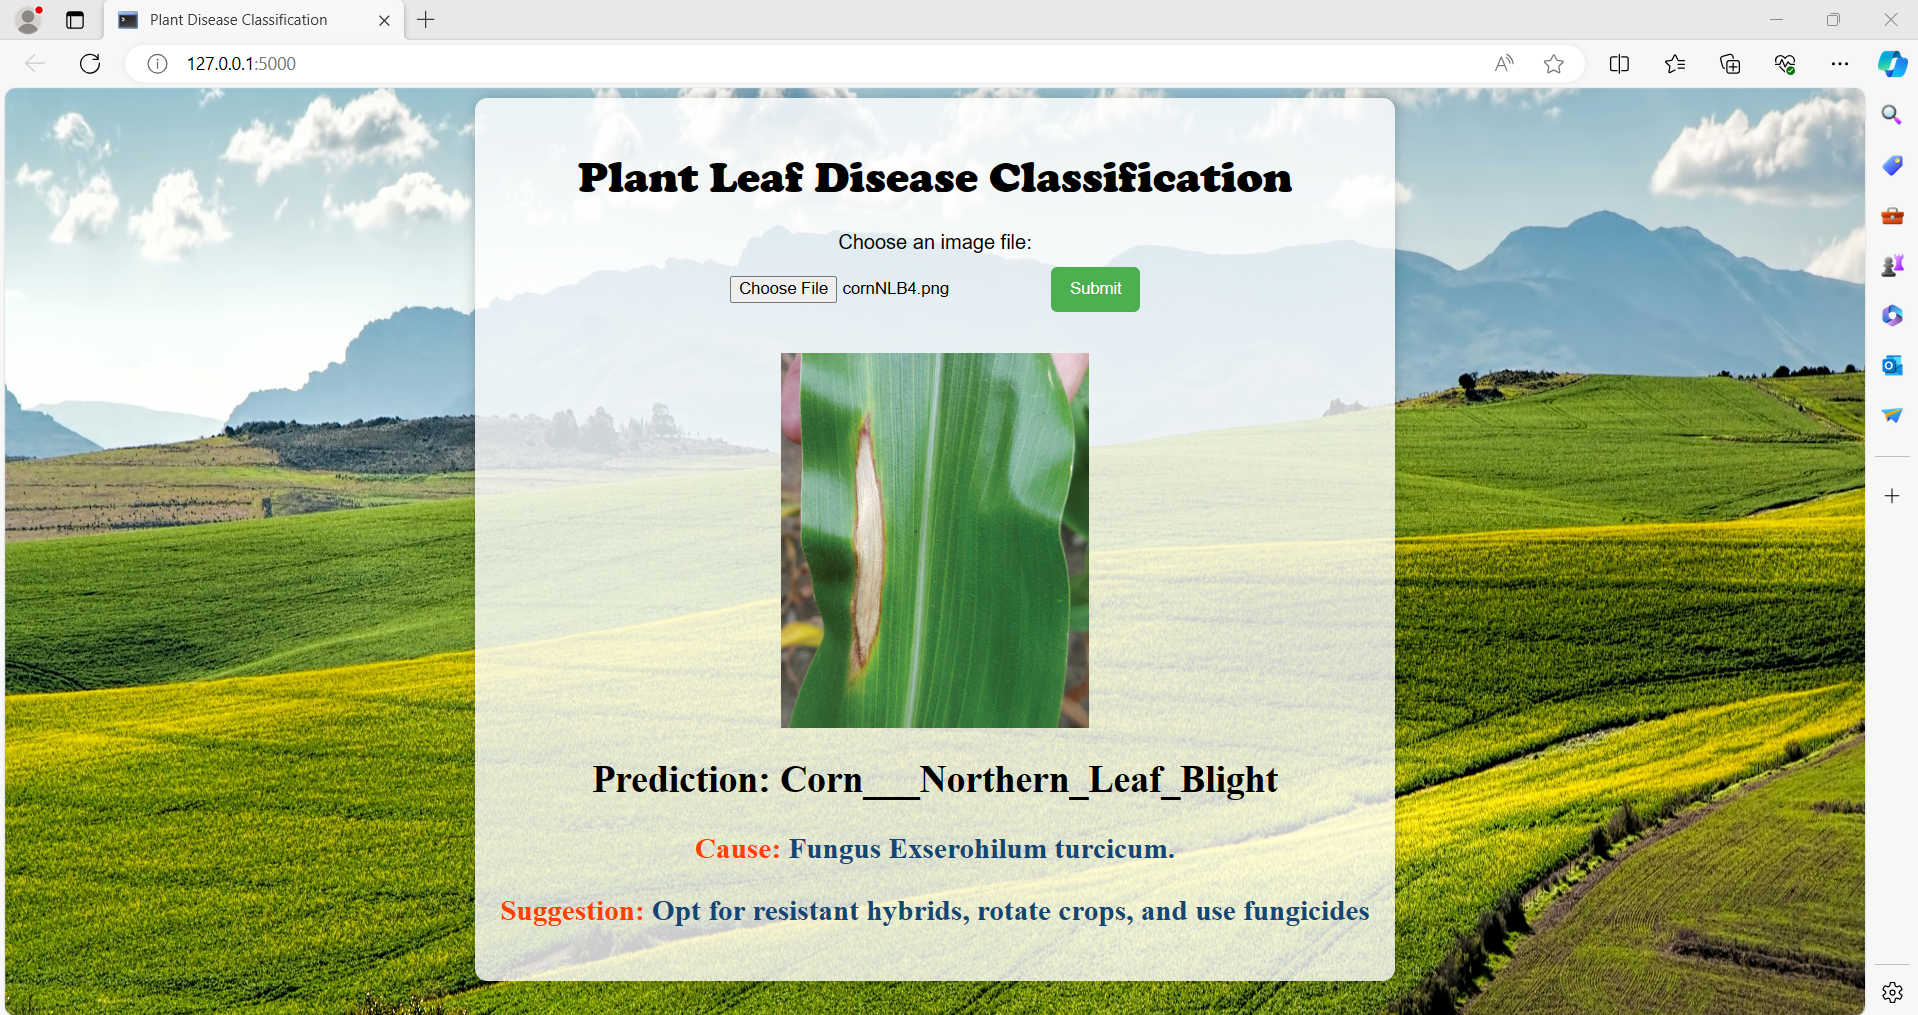 Plant Disease Classification
127.0.0.1:5000
Plant Leaf Disease Classification
Choose an image file:
Choose File cornNLB4.png Submit
Prediction: Corn___Northern_Leaf_Blight
Cause: Fungus Exserohilum turcicum.
Suggestion: Opt for resistant hybrids, rotate crops, and use fungicides